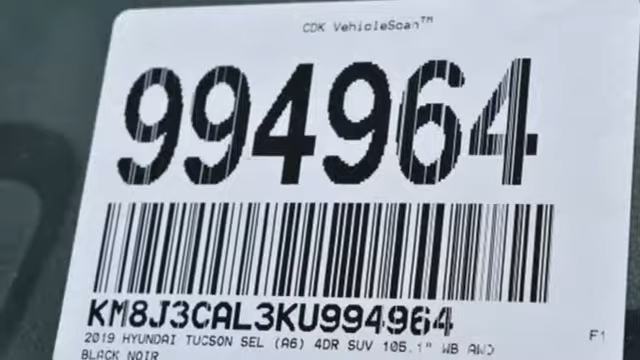 CDK VehicleScan™
994964
KM8J3CAL3KU994964
2019 HYUNDAI TUCSON SEL (A6) 4DR SUV 105.1" WB AWD
F1
BLACK NOIR